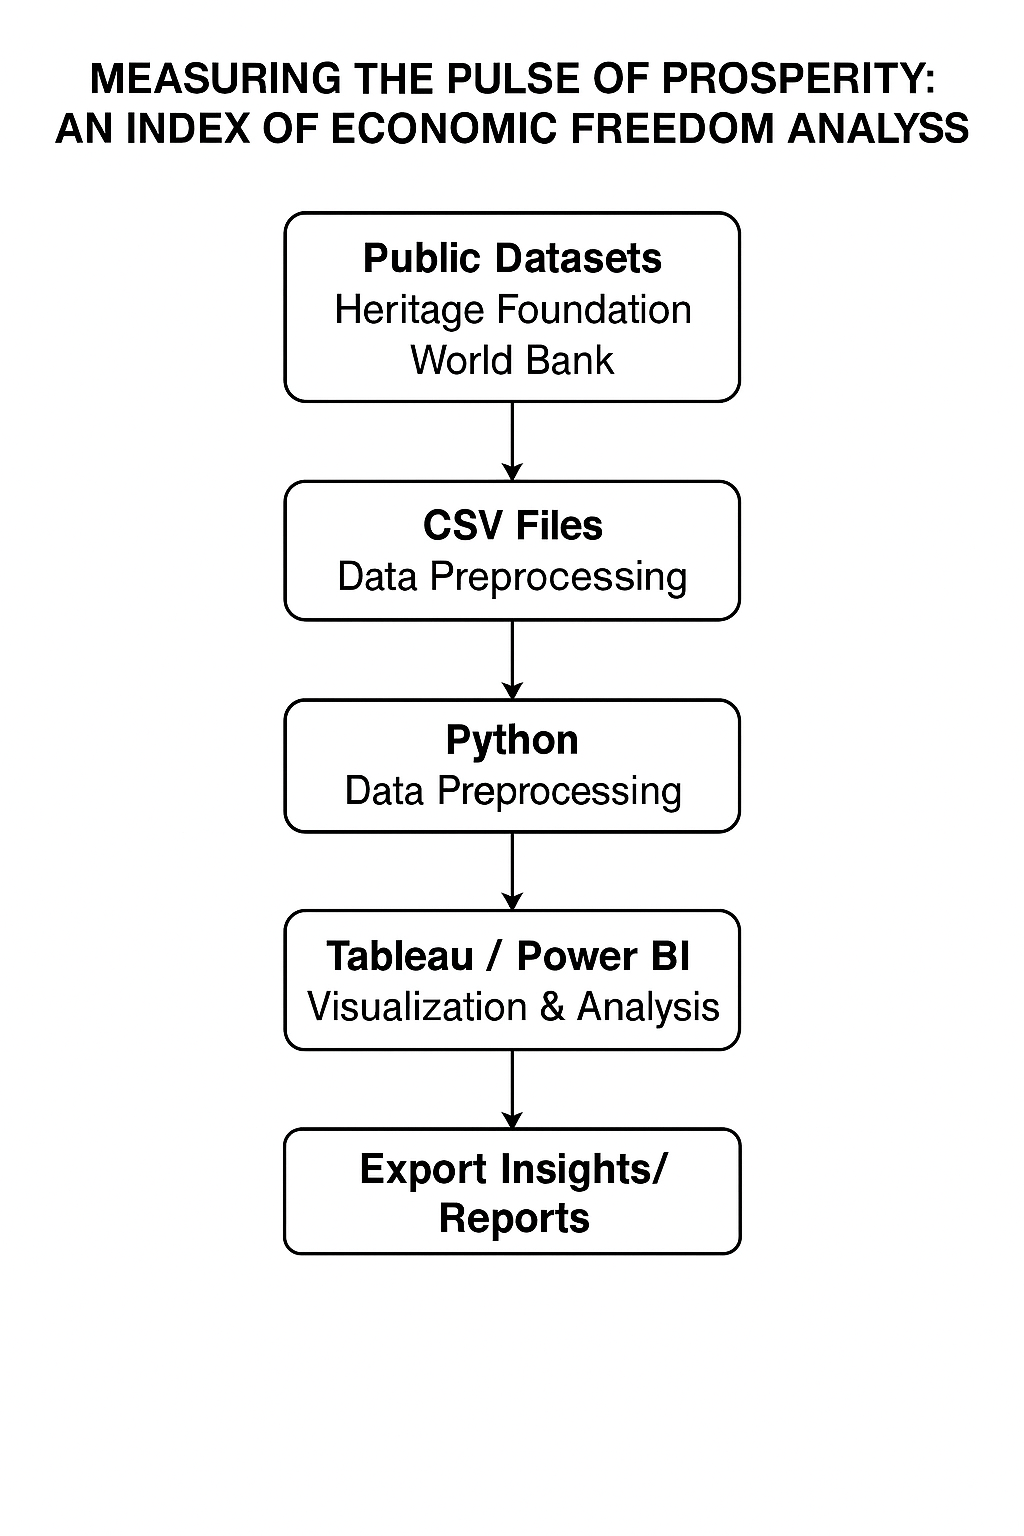 MEASURING THE PULSE OF PROSPERITY:
AN INDEX OF ECONOMIC FREEDOM ANALYSS
Public Datasets
Heritage Foundation
World Bank
CSV Files
Data Preprocessing
Python
Data Preprocessing
Tableau / Power BI
Visualization & Analysis
Export Insights/
Reports